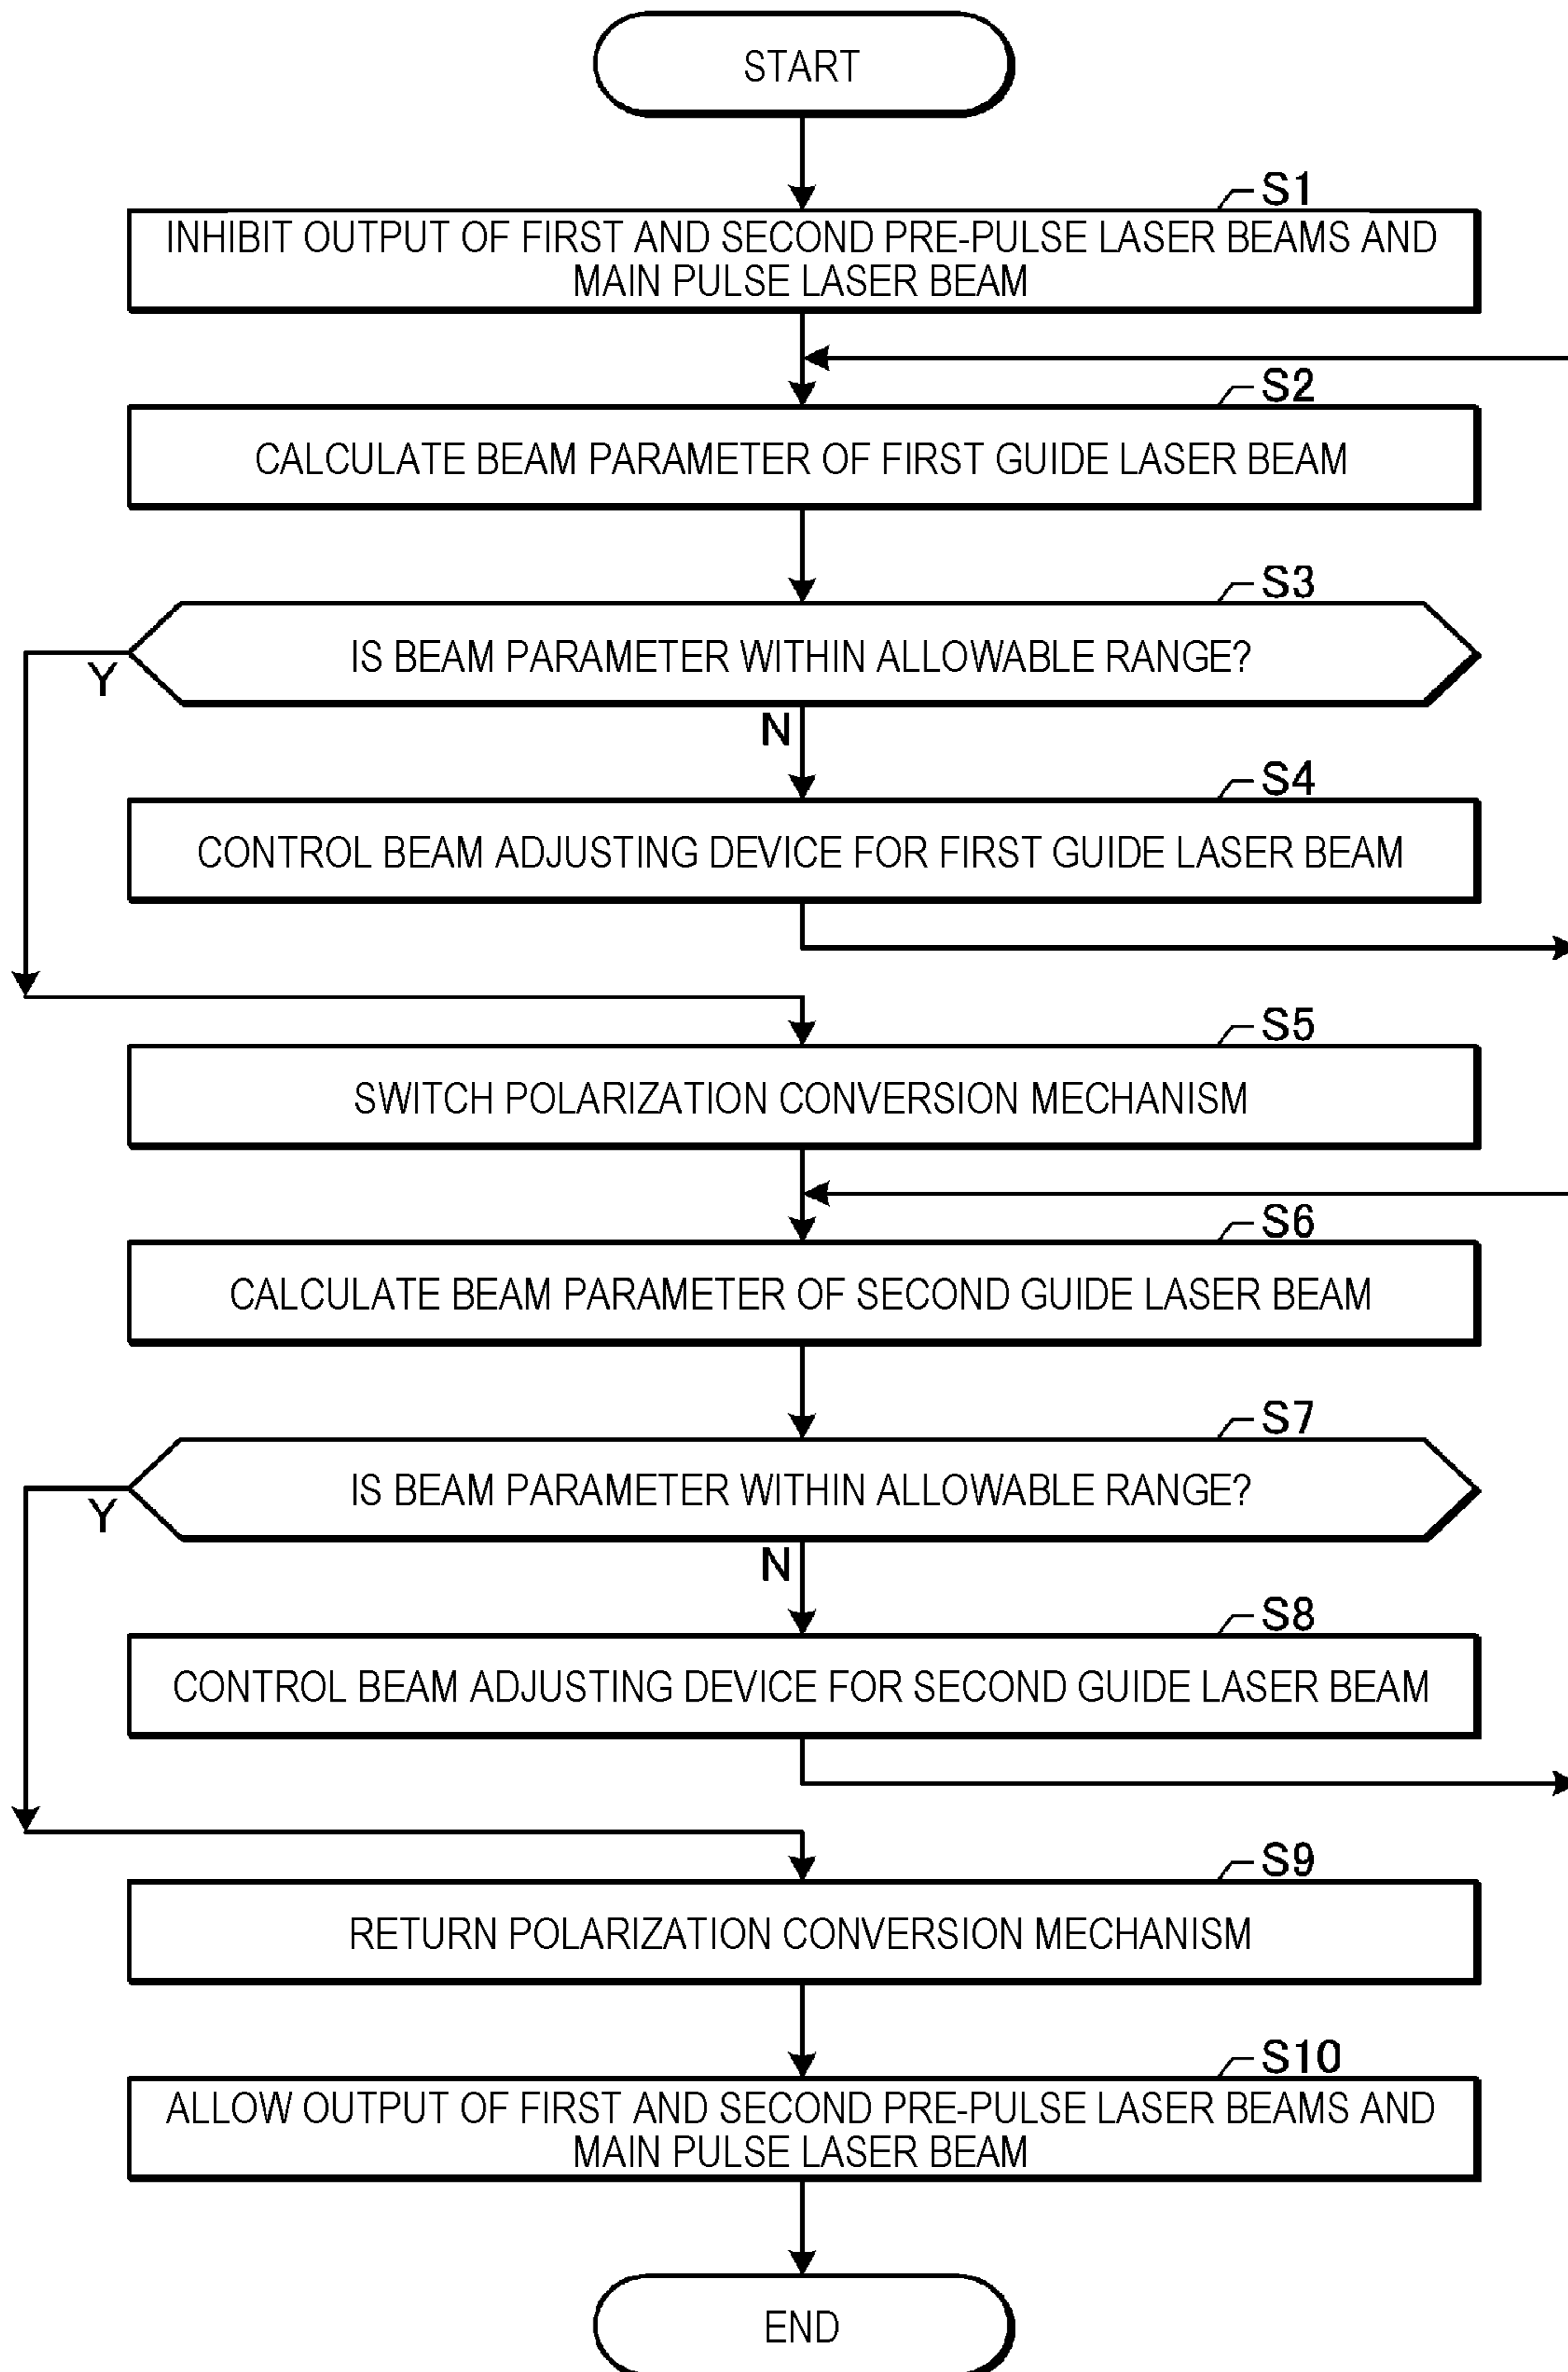 START
S1
INHIBIT OUTPUT OF FIRST AND SECOND PRE-PULSE LASER BEAMS AND
MAIN PULSE LASER BEAM
S2
CALCULATE BEAM PARAMETER OF FIRST GUIDE LASER BEAM
S3
IS BEAM PARAMETER WITHIN ALLOWABLE RANGE?
Y
N
S4
CONTROL BEAM ADJUSTING DEVICE FOR FIRST GUIDE LASER BEAM
S5
SWITCH POLARIZATION CONVERSION MECHANISM
S6
CALCULATE BEAM PARAMETER OF SECOND GUIDE LASER BEAM
S7
IS BEAM PARAMETER WITHIN ALLOWABLE RANGE?
Y
N
S8
CONTROL BEAM ADJUSTING DEVICE FOR SECOND GUIDE LASER BEAM
S9
RETURN POLARIZATION CONVERSION MECHANISM
S10
ALLOW OUTPUT OF FIRST AND SECOND PRE-PULSE LASER BEAMS AND
MAIN PULSE LASER BEAM
END